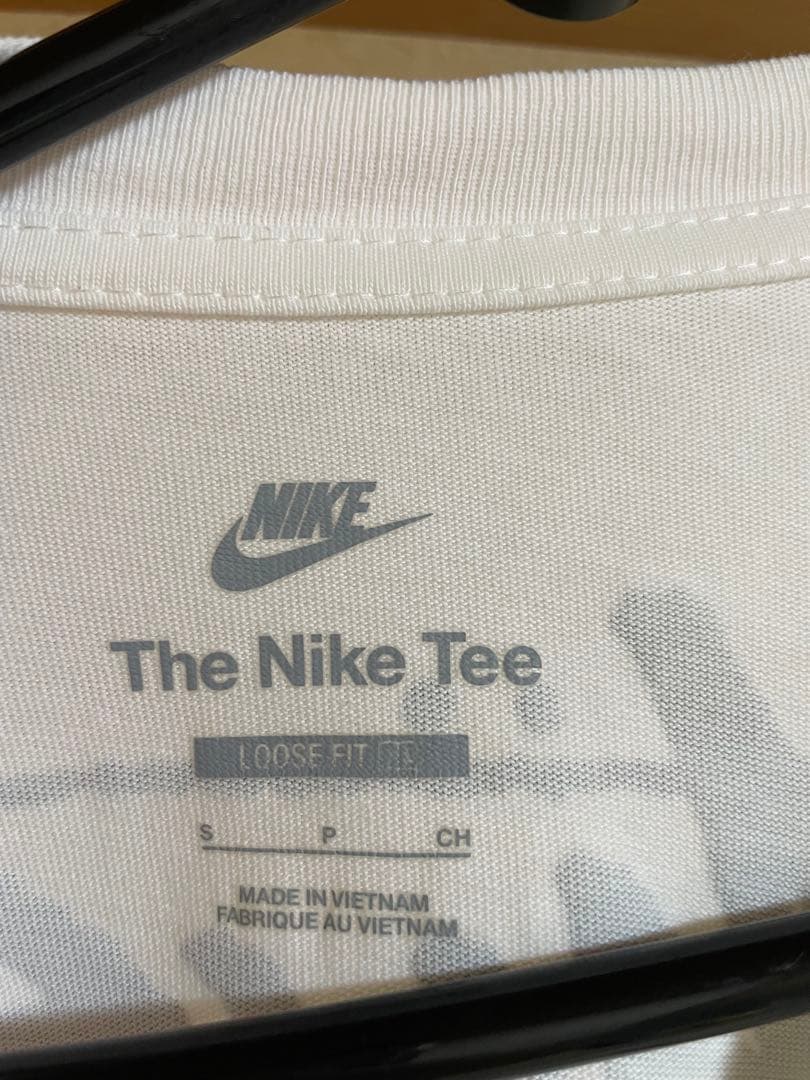 NIKE
The Nike Tee
LOOSE FIT
S P CH
MADE IN VIETNAM
FABRIQUE AU VIETNAM